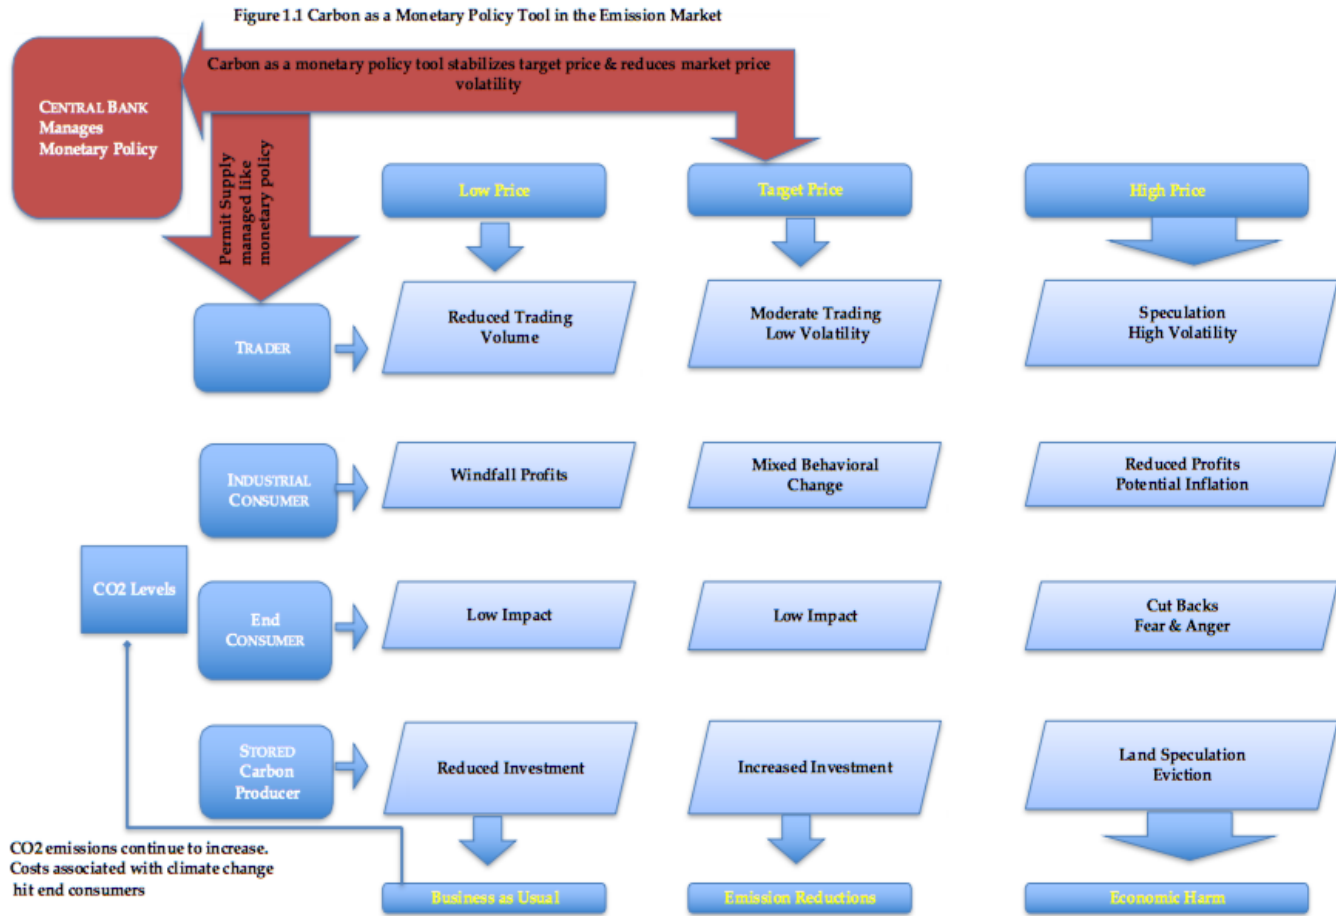 Figure 1.1 Carbon as a Monetary Policy Tool in the Emission Market
Carbon as a monetary policy tool stabilizes target price & reduces market price
volatility
CENTRAL BANK
Manages
Monetary Policy
Permit Supply
managed like
monetary policy
Low Price
Target Price
High Price
TRADER
Reduced Trading
Volume
Moderate Trading
Low Volatility
Speculation
High Volatility
INDUSTRIAL
CONSUMER
Windfall Profits
Mixed Behavioral
Change
Reduced Profits
Potential Inflation
CO2 Levels
End
CONSUMER
Low Impact
Low Impact
Cut Backs
Fear & Anger
STORED
Carbon
Producer
Reduced Investment
Increased Investment
Land Speculation
Eviction
CO2 emissions continue to increase.
Costs associated with climate change
hit end consumers
Business as Usual
Emission Reductions
Economic Harm